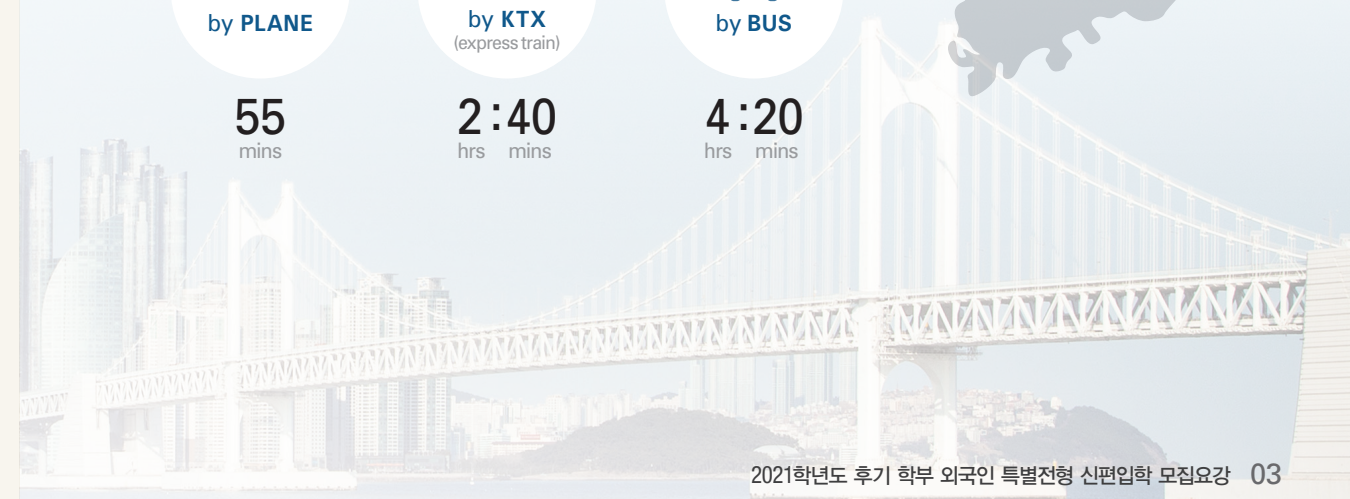 by PLANE
by KTX
(express train)
by BUS
55
mins
2:40
hrs mins
4:20
hrs mins
2021학년도 후기 학부 외국인 특별전형 신편입학 모집요강 03